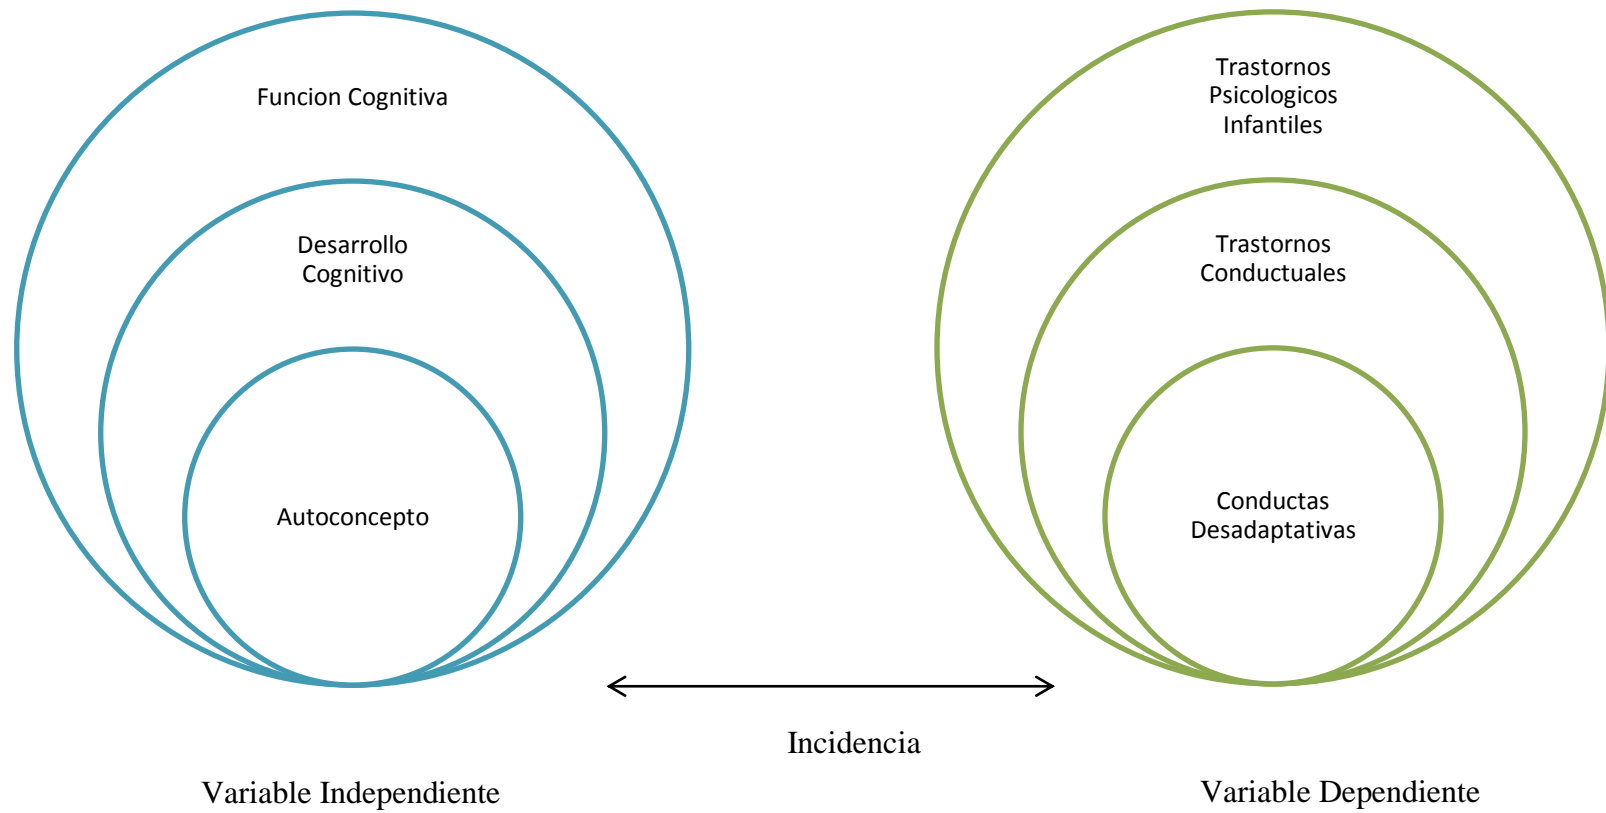 Funcion Cognitiva
Desarrollo
Cognitivo
Autoconcepto
Trastornos
Psicologicos
Infantiles
Trastornos
Conductuales
Conductas
Desadaptativas
Incidencia
Variable Independiente
Variable Dependiente